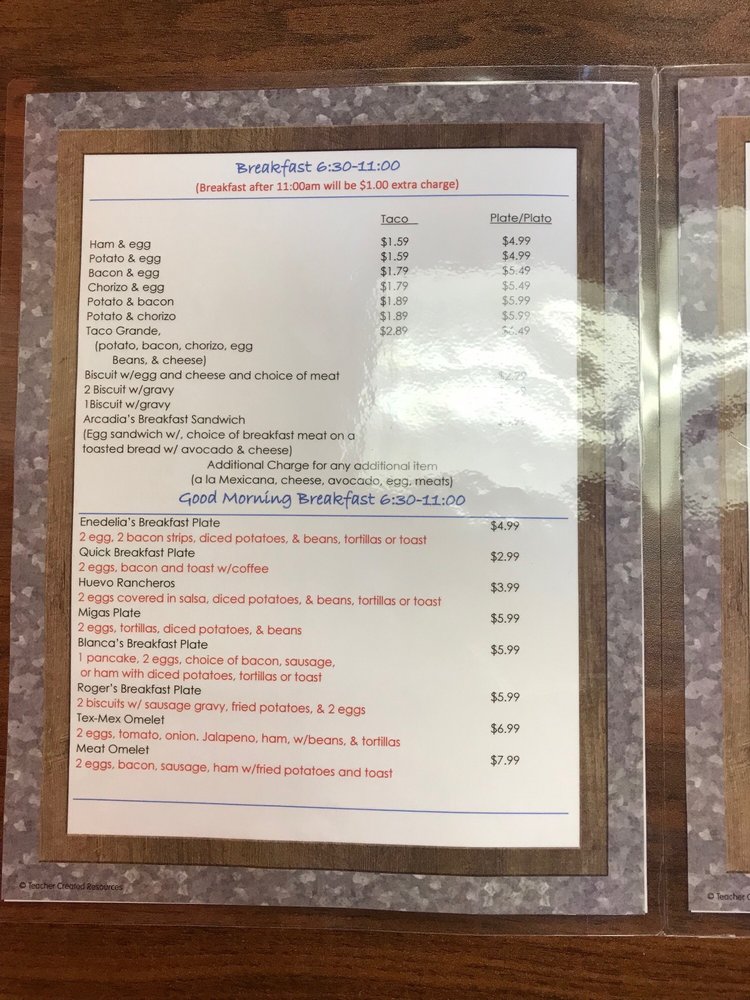 Breakfast 6:30-11:00
(Breakfast after 11:00am will be $1.00 extra charge)
Taco Plate/Plato
Ham & egg $1.59 $4.99
Potato & egg $1.59 $4.99
Bacon & egg $1.79 $5.49
Chorizo & egg $1.79 $5.49
Potato & bacon $1.89 $5.99
Potato & chorizo $1.89 $5.99
Taco Grande, $2.89
(potato, bacon, chorizo, egg
Beans, & cheese)
Biscuit w/egg and cheese and choice of meat
2 Biscuit w/gravy
1Biscuit w/gravy
Arcadia's Breakfast Sandwich
(Egg sandwich w/, choice of breakfast meat on a
toasted bread w/ avocado & cheese)
Additional Charge for any additional item
(a la Mexicana, cheese, avocado, egg, meats)
Good Morning Breakfast 6:30-11:00
Enedelia's Breakfast Plate $4.99
2 egg, 2 bacon strips, diced potatoes, & beans, tortillas or toast
Quick Breakfast Plate $2.99
2 eggs, bacon and toast w/coffee
Huevo Rancheros $3.99
2 eggs covered in salsa, diced potatoes, & beans, tortillas or toast
Migas Plate $5.99
2 eggs, tortillas, diced potatoes, & beans
Blanca's Breakfast Plate $5.99
1 pancake, 2 eggs, choice of bacon, sausage,
or ham with diced potatoes, tortillas or toast
Roger's Breakfast Plate $5.99
2 biscuits w/ sausage gravy, fried potatoes, & 2 eggs
Tex-Mex Omelet $6.99
2 eggs, tomato, onion. Jalapeno, ham, w/beans, & tortillas
Meat Omelet $7.99
2 eggs, bacon, sausage, ham w/fried potatoes and toast
© Teacher Created Resources
© Teacher